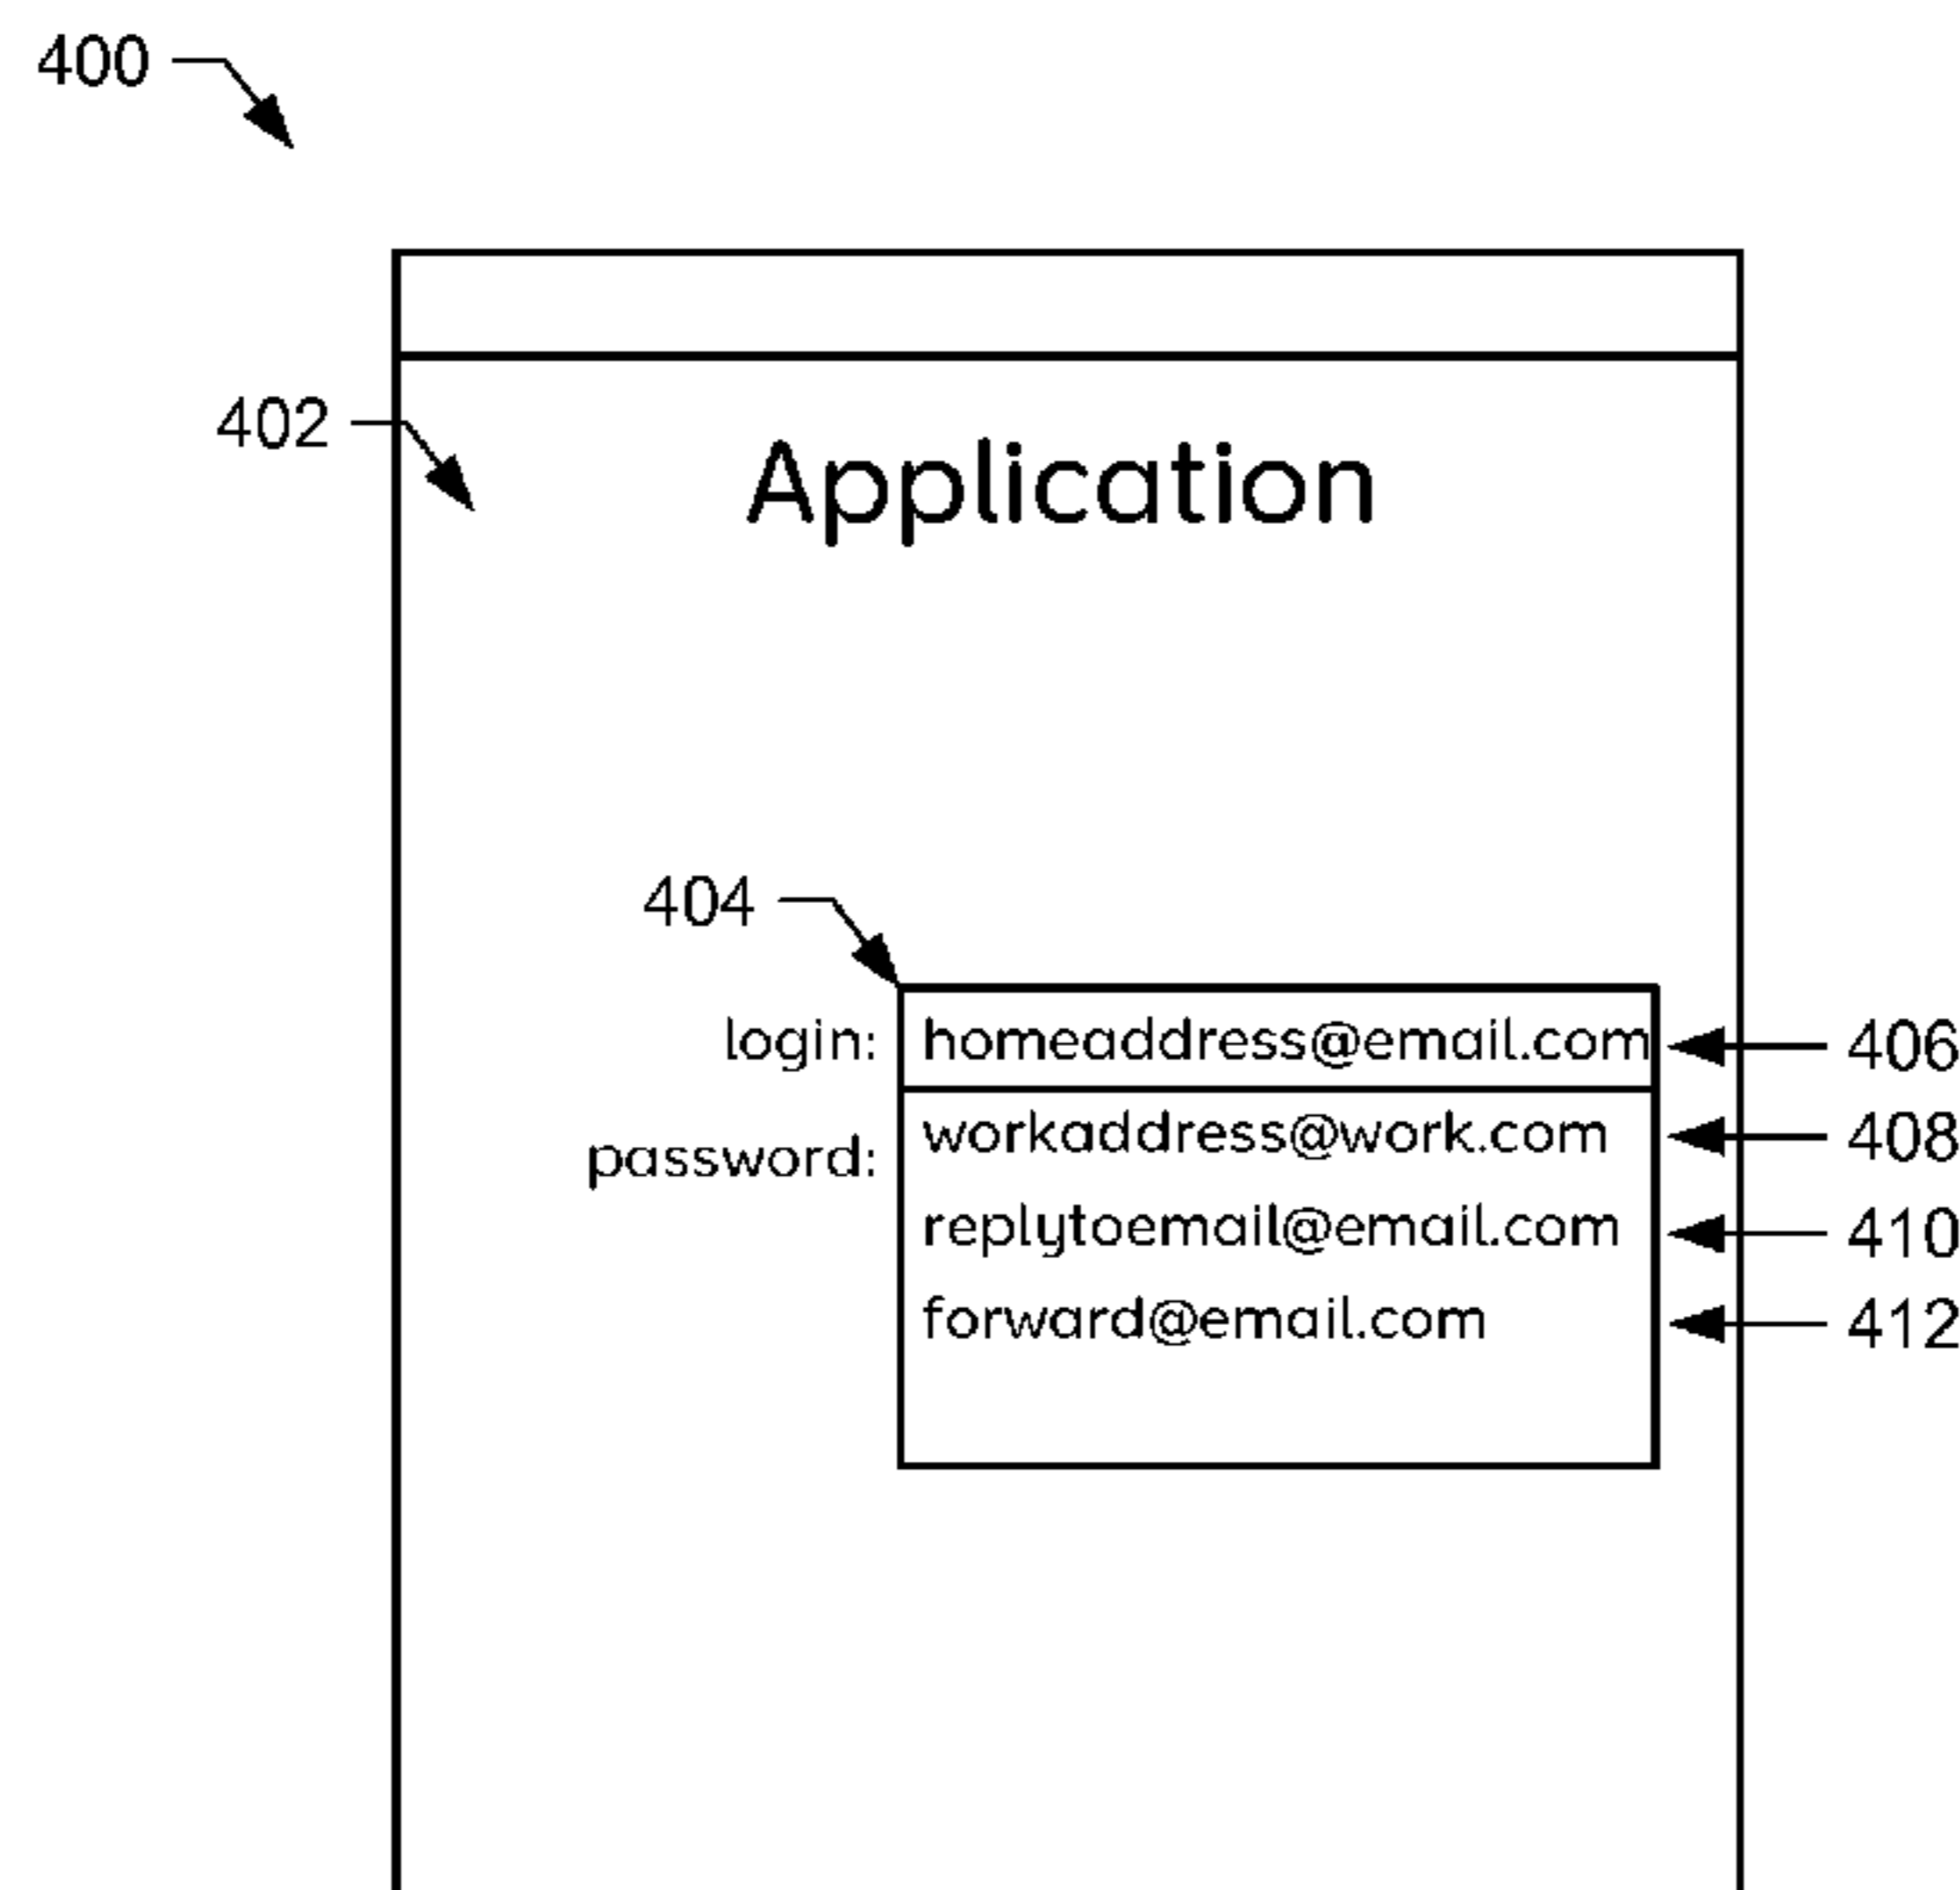 400
402
Application
404
login: homeaddress@email.com 406
workaddress@work.com 408
password:
replytoemail@email.com 410
forward@email.com 412